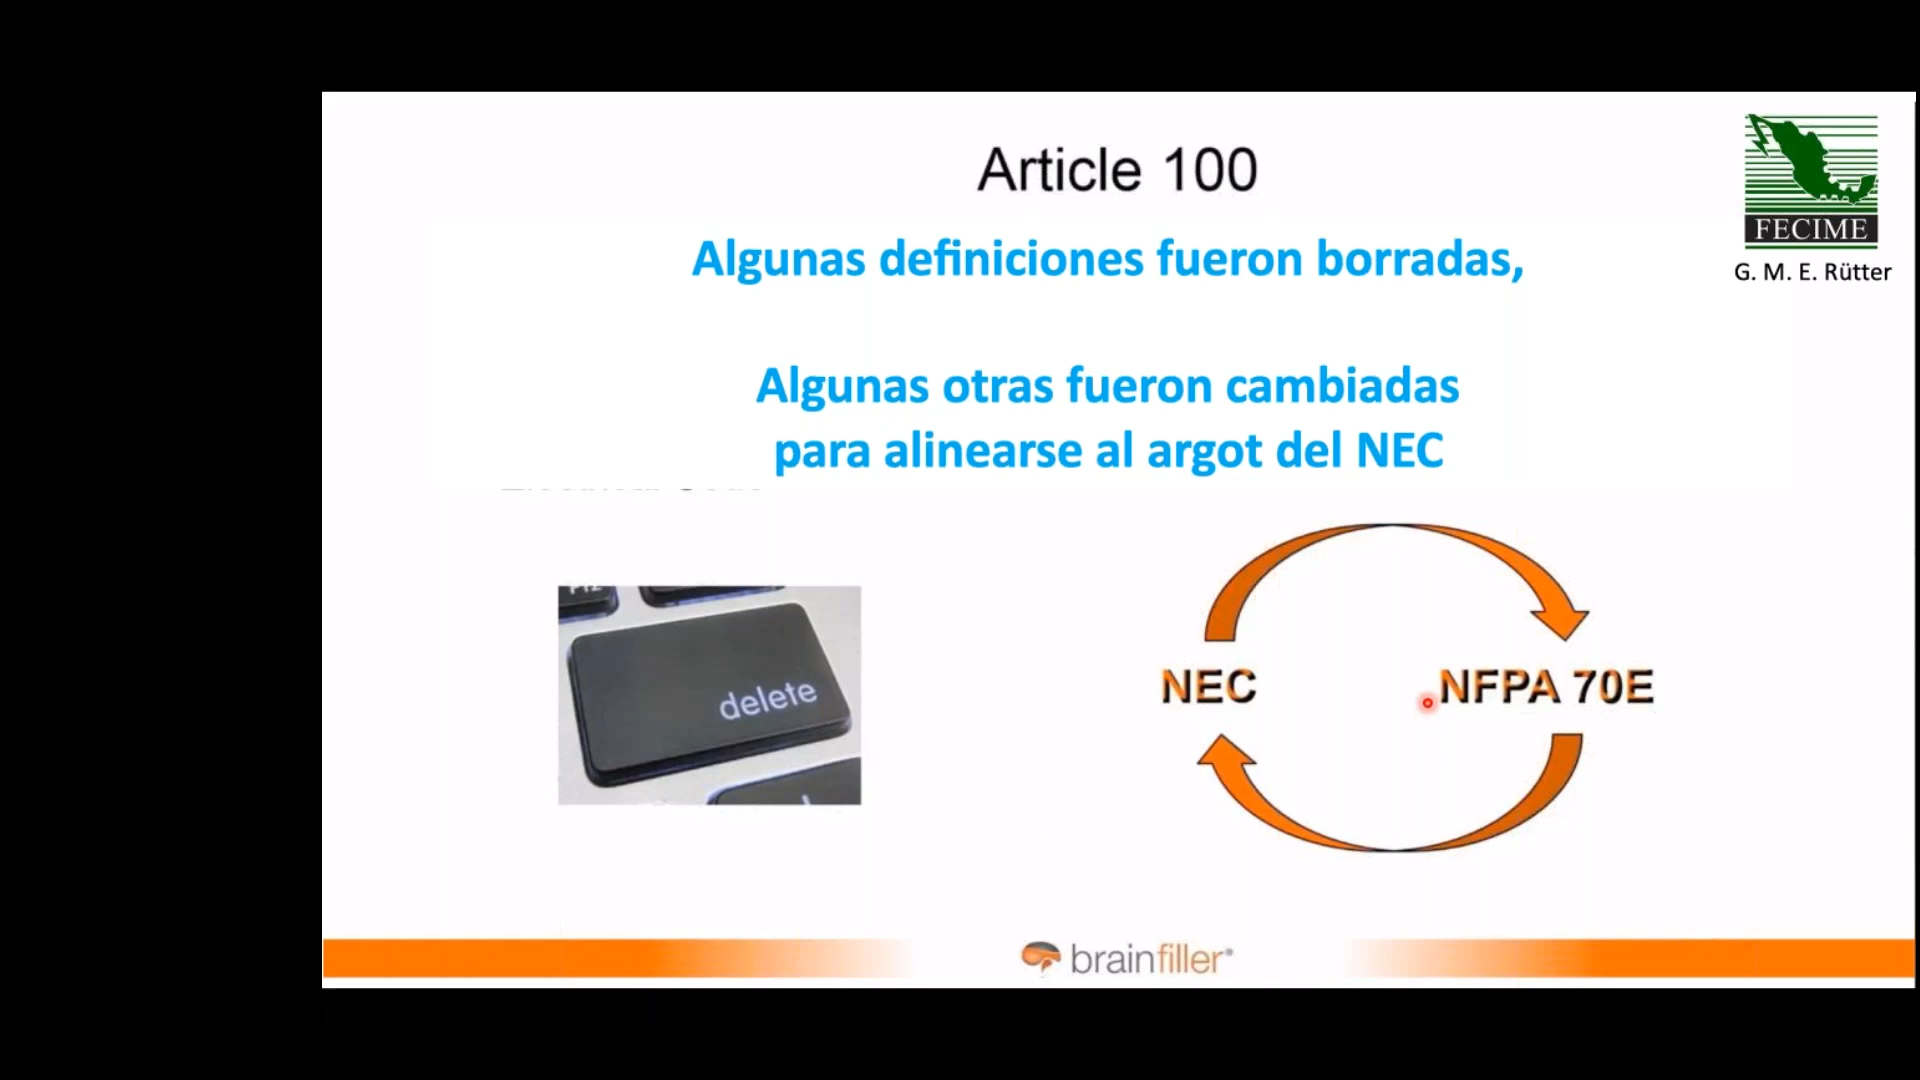 Article 100
FECIME
G. M. E. Rütter
Algunas definiciones fueron borradas,
Algunas otras fueron cambiadas
para alinearse al argot del NEC
delete
NEC
NFPA 70E
brainfiller®